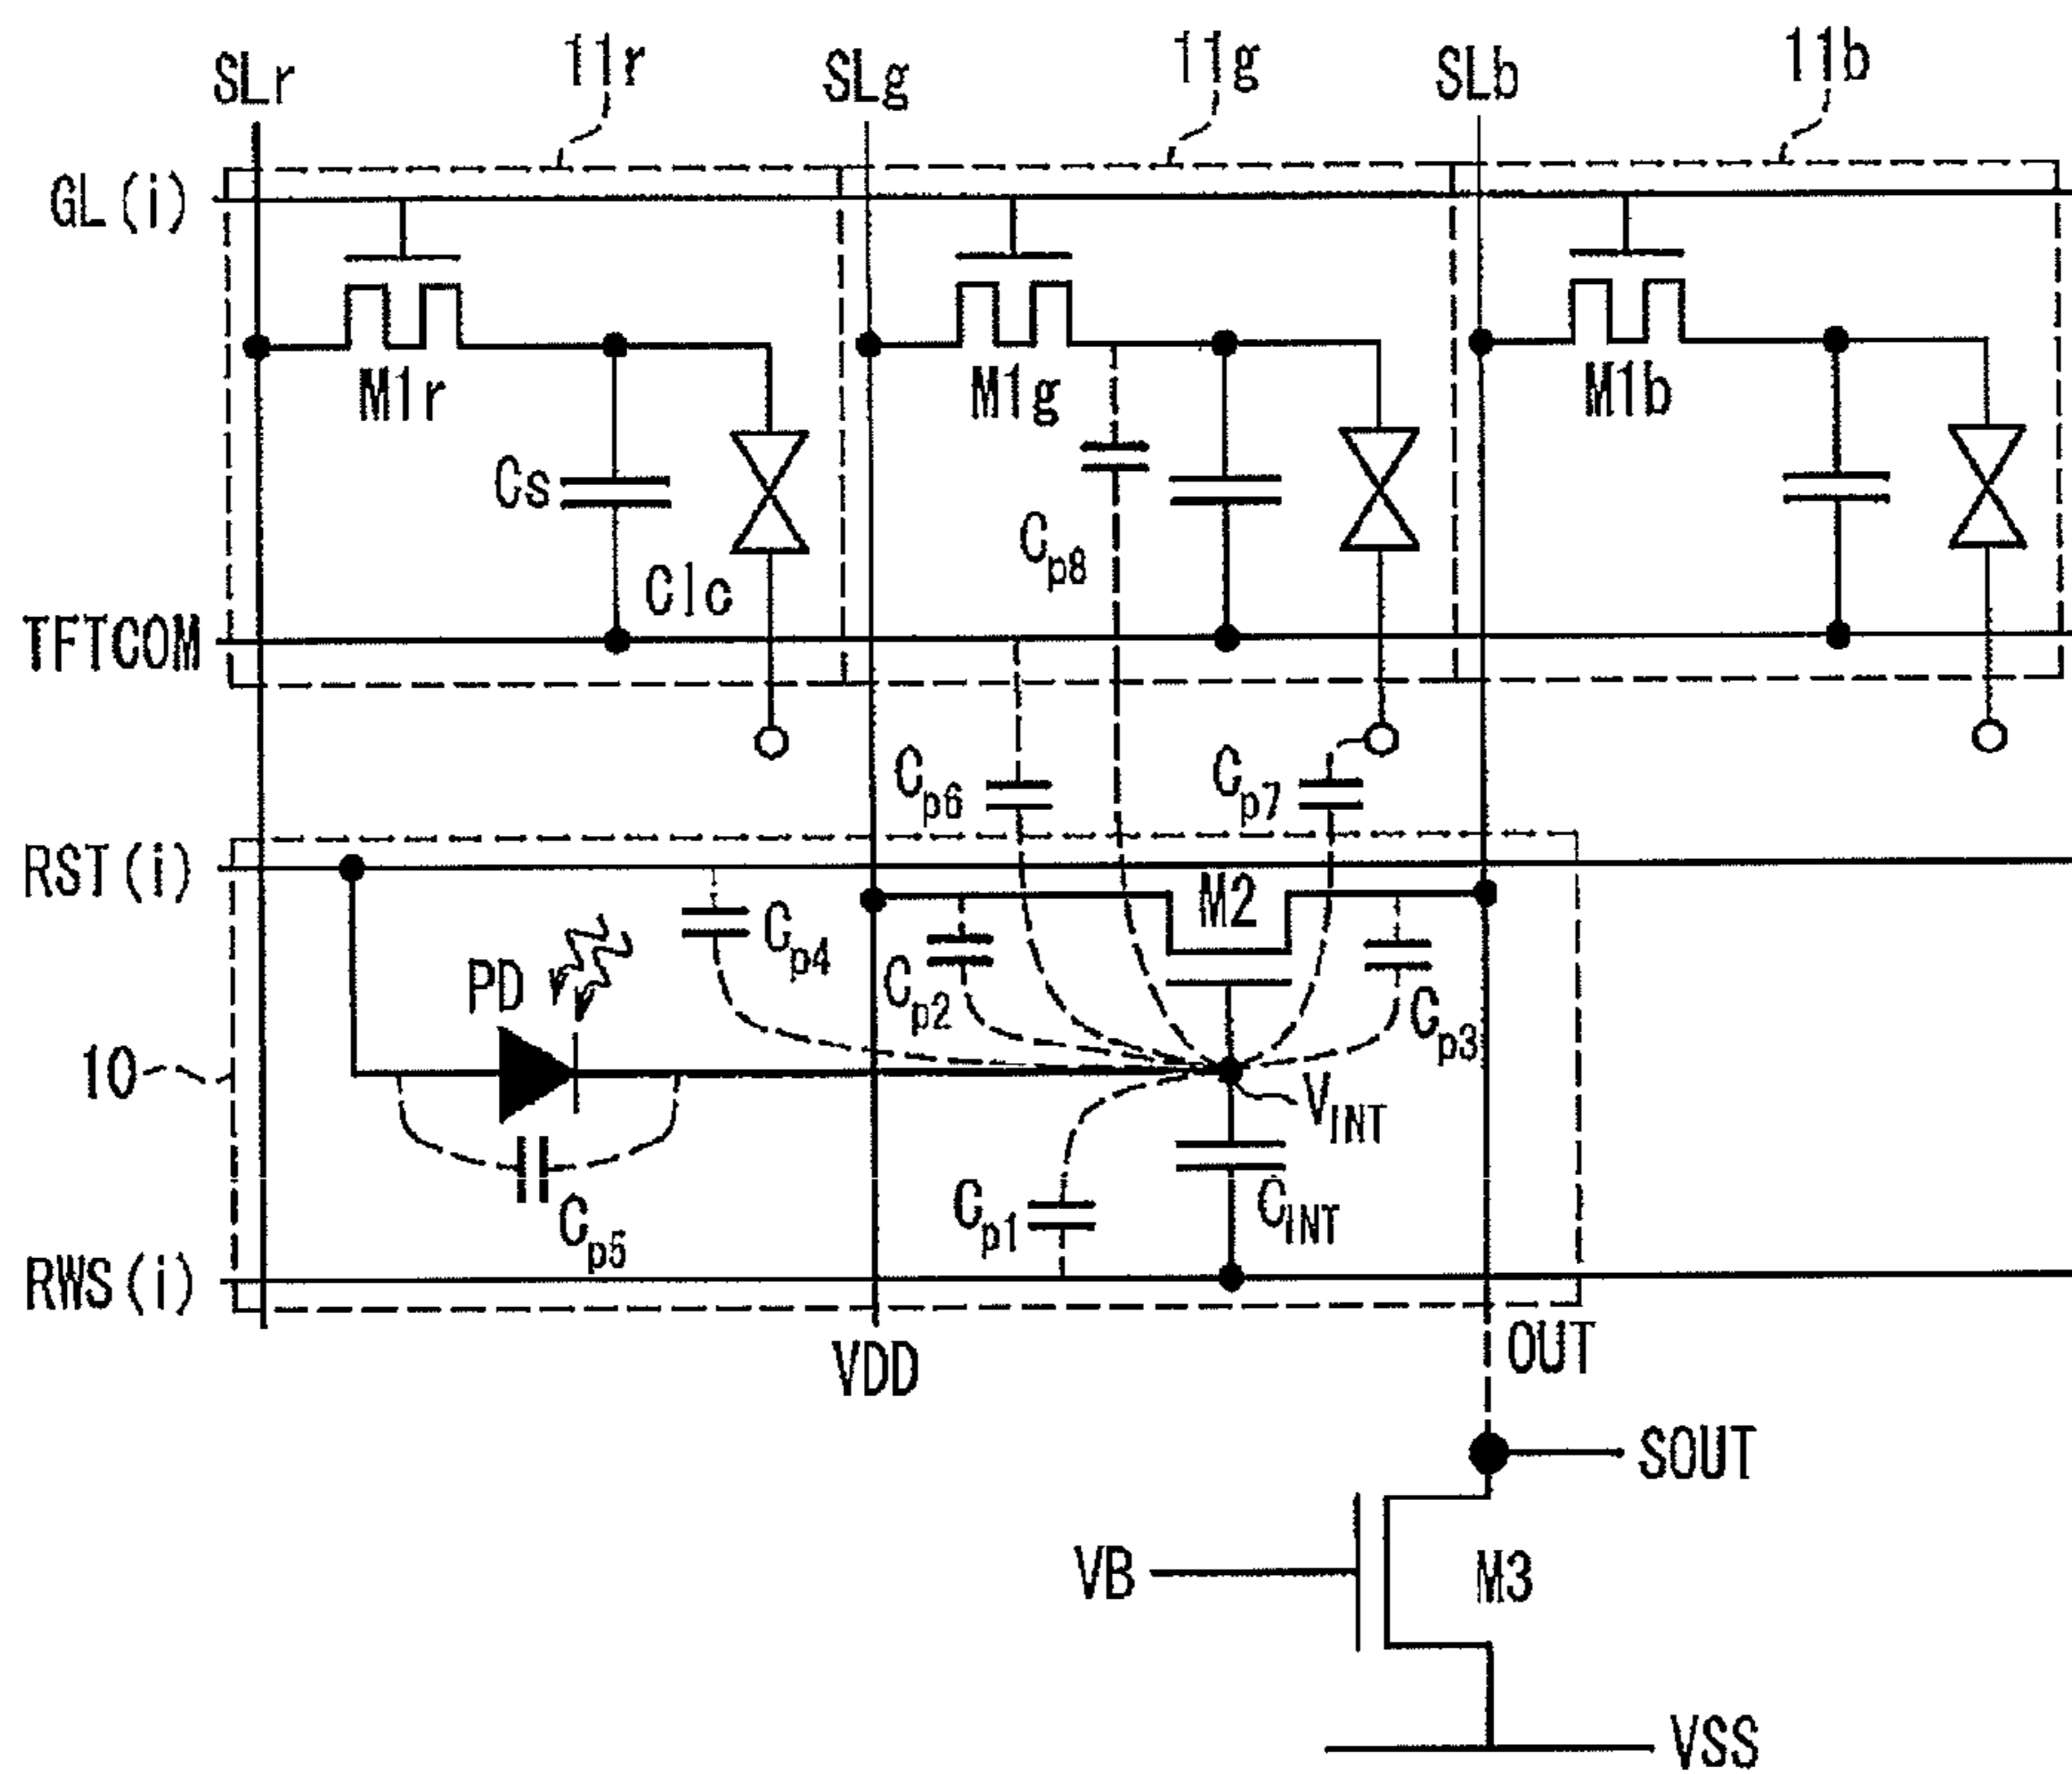 SLr
11r
SLg
11g
SLb
11b
GL(i)
M1r
M1g
M1b
Cs
Cp8
Clc
TFTCOM
Cp6
Cp7
RST(i)
M2
Cp4
PD
Cp2
Cp3
10
VINT
Cp1
CINT
Cp5
RWS(i)
VDD
OUT
SOUT
VB
M3
VSS